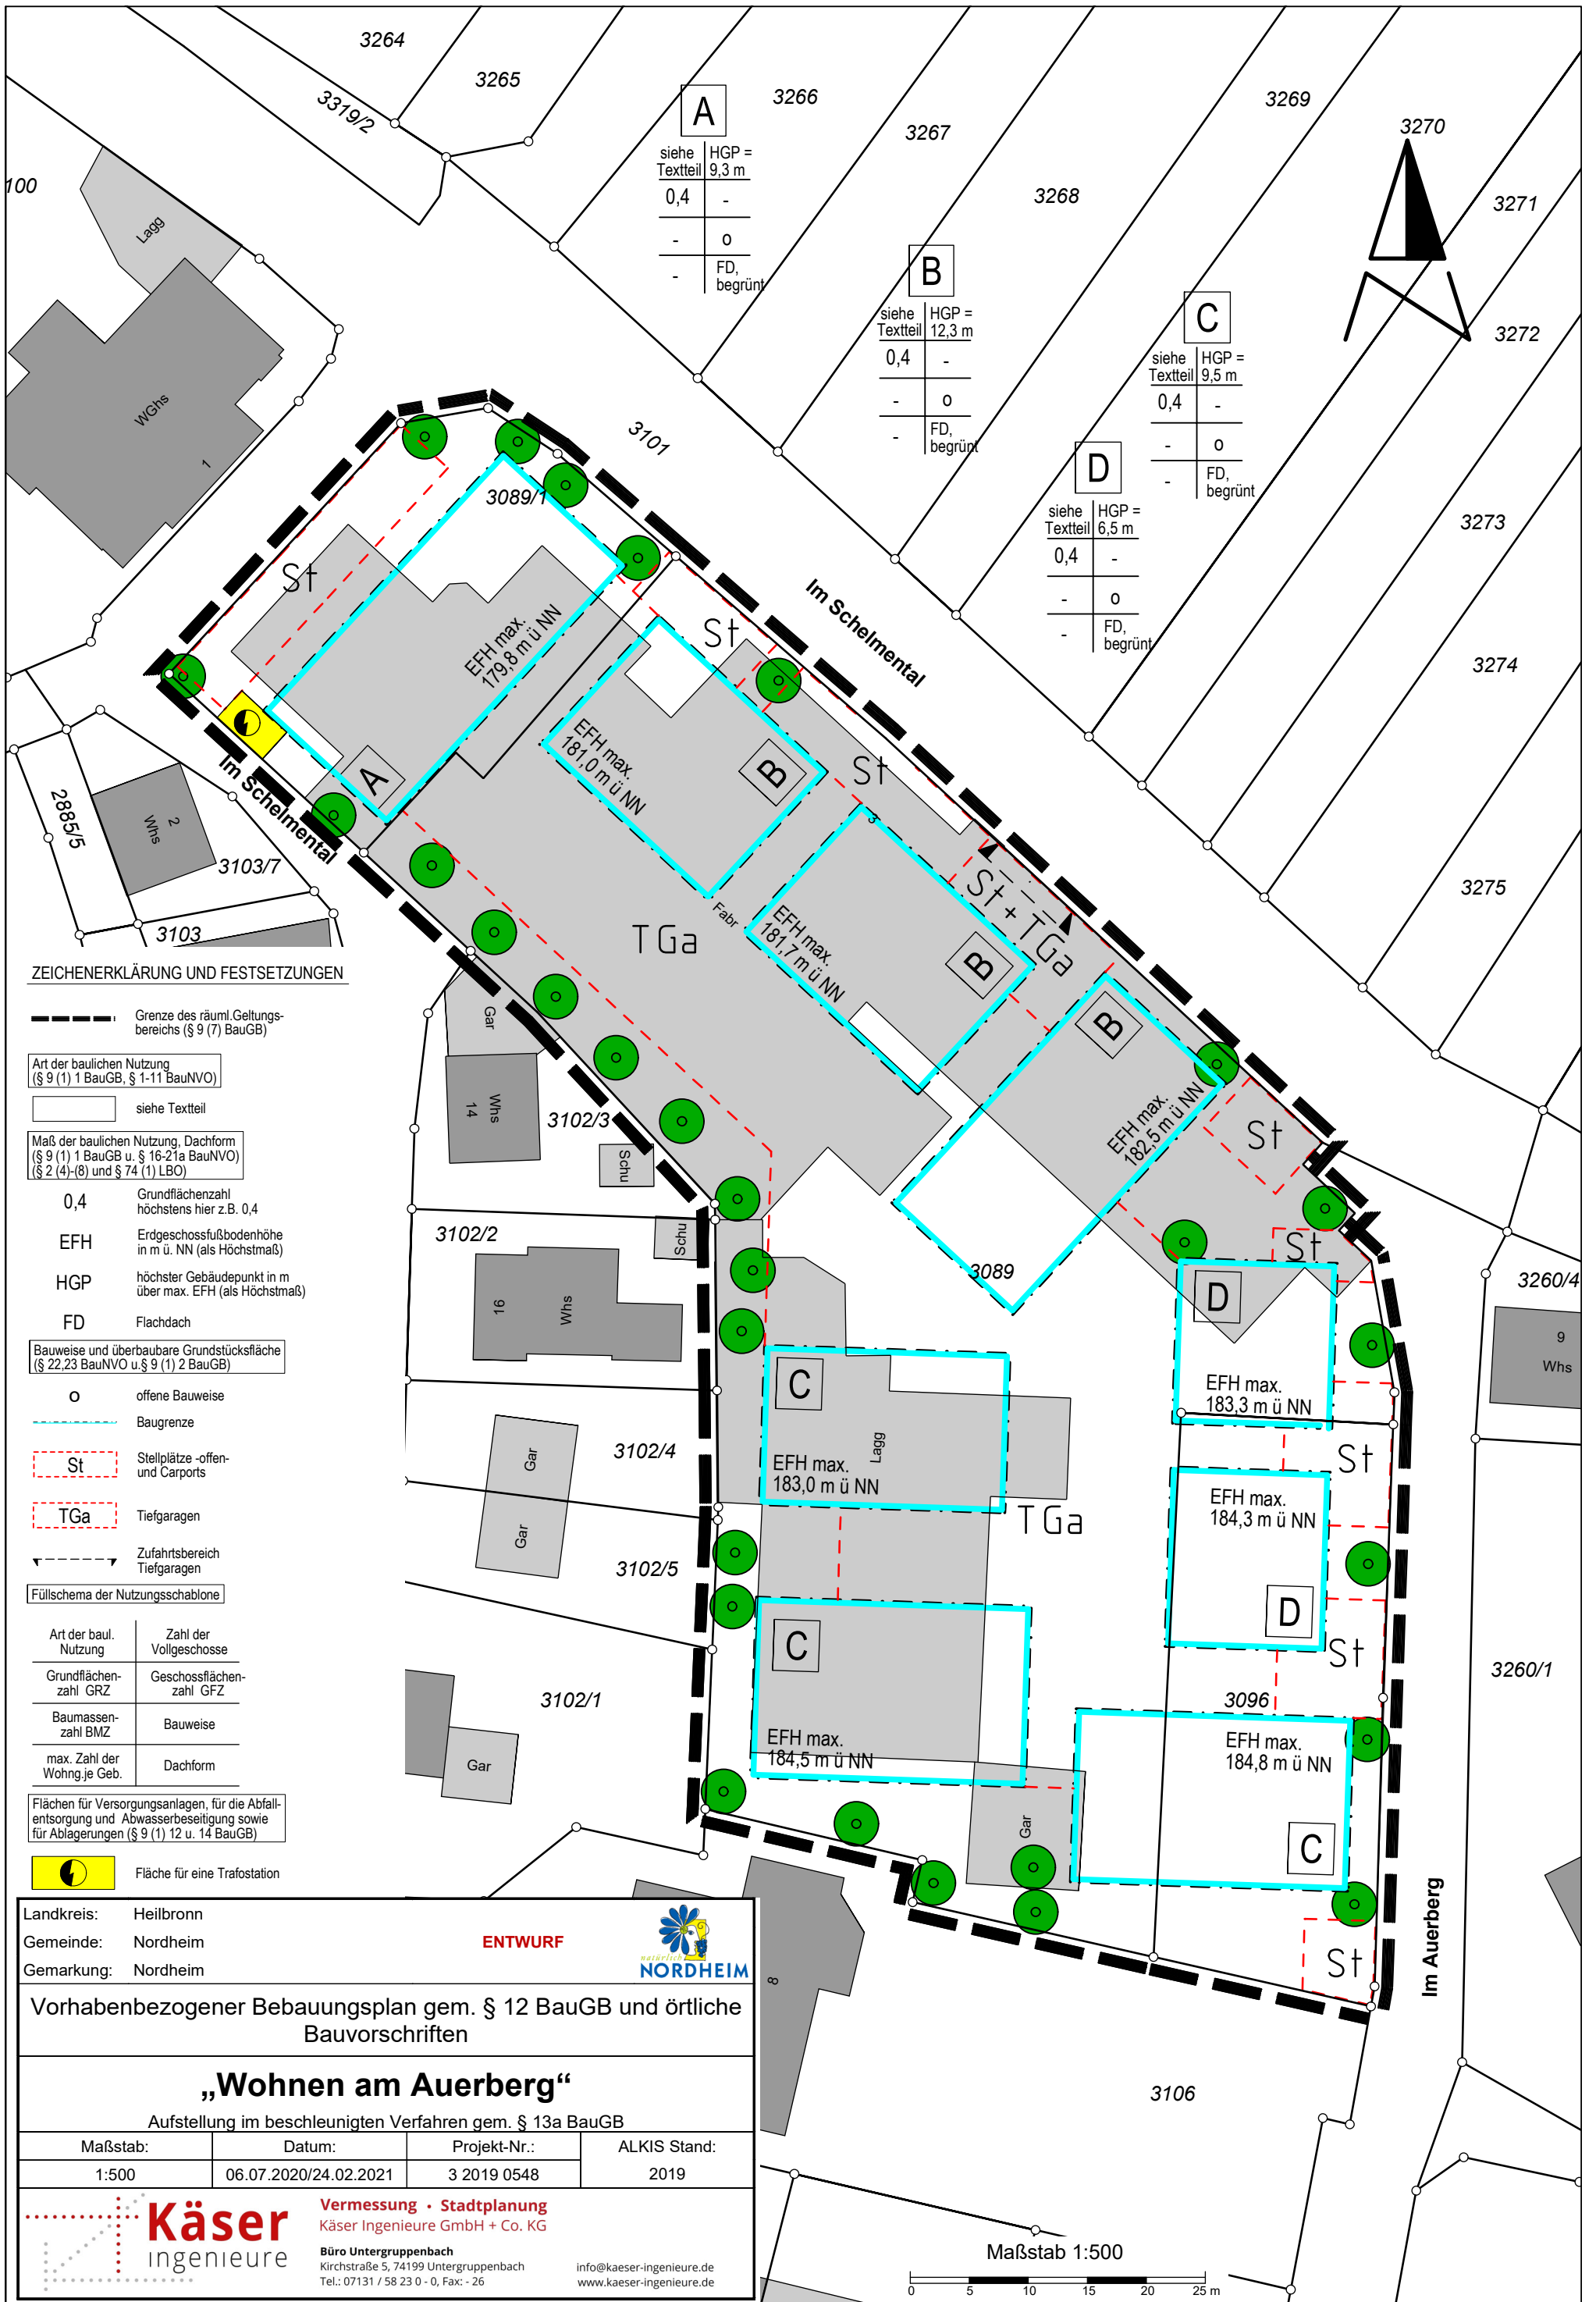 3264
3265
3319/2
3266
3267
3268
3269
3270
3271
3272
3273
3274
3275
100
Lagg
WGhs
1
A
siehe HGP =
Textteil 9,3 m
0,4 -
- o
- FD,
begrünt
B
siehe HGP =
Textteil 12,3 m
0,4 -
- o
- FD,
begrünt
C
siehe HGP =
Textteil 9,5 m
0,4 -
- o
- FD,
begrünt
D
siehe HGP =
Textteil 6,5 m
0,4 -
- o
- FD,
begrünt
3101
3089/1
St
EFH max.
179,8 m ü NN
A
Im Schelmental
St
Im Schelmental
EFH max.
181,0 m ü NN
B
St
3
EFH max.
181,7 m ü NN
B
St + TGa
Fabr
TGa
B
EFH max.
182,5 m ü NN
St
2885/5
2
Whs
3103/7
3103
Gar
14
Whs
3102/3
Schu
3102/2
Schu
16
Whs
3089
St
D
EFH max.
183,3 m ü NN
3260/4
9
Whs
C
EFH max.
183,0 m ü NN
Lagg
TGa
St
EFH max.
184,3 m ü NN
D
Gar
3102/4
Gar
3102/5
C
EFH max.
184,5 m ü NN
St
3096
EFH max.
184,8 m ü NN
C
3260/1
3102/1
Gar
Gar
St
Im Auerberg
8
3106
ZEICHENERKLÄRUNG UND FESTSETZUNGEN
Grenze des räuml.Geltungs-
bereichs (§ 9 (7) BauGB)
Art der baulichen Nutzung
(§ 9 (1) 1 BauGB, § 1-11 BauNVO)
siehe Textteil
Maß der baulichen Nutzung, Dachform
(§ 9 (1) 1 BauGB u. § 16-21a BauNVO)
(§ 2 (4)-(8) und § 74 (1) LBO)
0,4 Grundflächenzahl
höchstens hier z.B. 0,4
EFH Erdgeschossfußbodenhöhe
in m ü. NN (als Höchstmaß)
HGP höchster Gebäudepunkt in m
über max. EFH (als Höchstmaß)
FD Flachdach
Bauweise und überbaubare Grundstücksfläche
(§ 22,23 BauNVO u.§ 9 (1) 2 BauGB)
o offene Bauweise
Baugrenze
St Stellplätze -offen-
und Carports
TGa Tiefgaragen
Zufahrtsbereich
Tiefgaragen
Füllschema der Nutzungsschablone
Art der baul. Zahl der
Nutzung Vollgeschosse
Grundflächen- Geschossflächen-
zahl GRZ zahl GFZ
Baumassen-
zahl BMZ Bauweise
max. Zahl der
Wohng.je Geb. Dachform
Flächen für Versorgungsanlagen, für die Abfall-
entsorgung und Abwasserbeseitigung sowie
für Ablagerungen (§ 9 (1) 12 u. 14 BauGB)
Fläche für eine Trafostation
Landkreis: Heilbronn
Gemeinde: Nordheim
Gemarkung: Nordheim
ENTWURF
natürlich
NORDHEIM
Vorhabenbezogener Bebauungsplan gem. § 12 BauGB und örtliche
Bauvorschriften
„Wohnen am Auerberg“
Aufstellung im beschleunigten Verfahren gem. § 13a BauGB
Maßstab: Datum: Projekt-Nr.: ALKIS Stand:
1:500 06.07.2020/24.02.2021 3 2019 0548 2019
Käser
ingenieure
Vermessung · Stadtplanung
Käser Ingenieure GmbH + Co. KG
Büro Untergruppenbach
Kirchstraße 5, 74199 Untergruppenbach info@kaeser-ingenieure.de
Tel.: 07131 / 58 23 0 - 0, Fax: - 26 www.kaeser-ingenieure.de
Maßstab 1:500
0 5 10 15 20 25 m